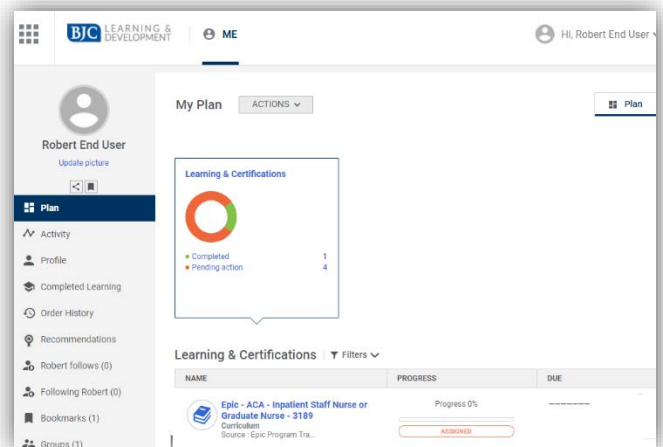 BJC LEARNING &
DEVELOPMENT
ME
Hi, Robert End User
Robert End User
Update picture
Plan
Activity
Profile
Completed Learning
Order History
Recommendations
Robert follows (0)
Following Robert (0)
Bookmarks (1)
Groups (1)
My Plan
ACTIONS
Plan
Learning & Certifications
Completed 1
Pending action 4
Learning & Certifications Filters
NAME PROGRESS DUE
Epic - ACA - Inpatient Staff Nurse or
Graduate Nurse - 3189
Curriculum
Source : Epic Program Tra...
Progress 0%
ASSIGNED
-------